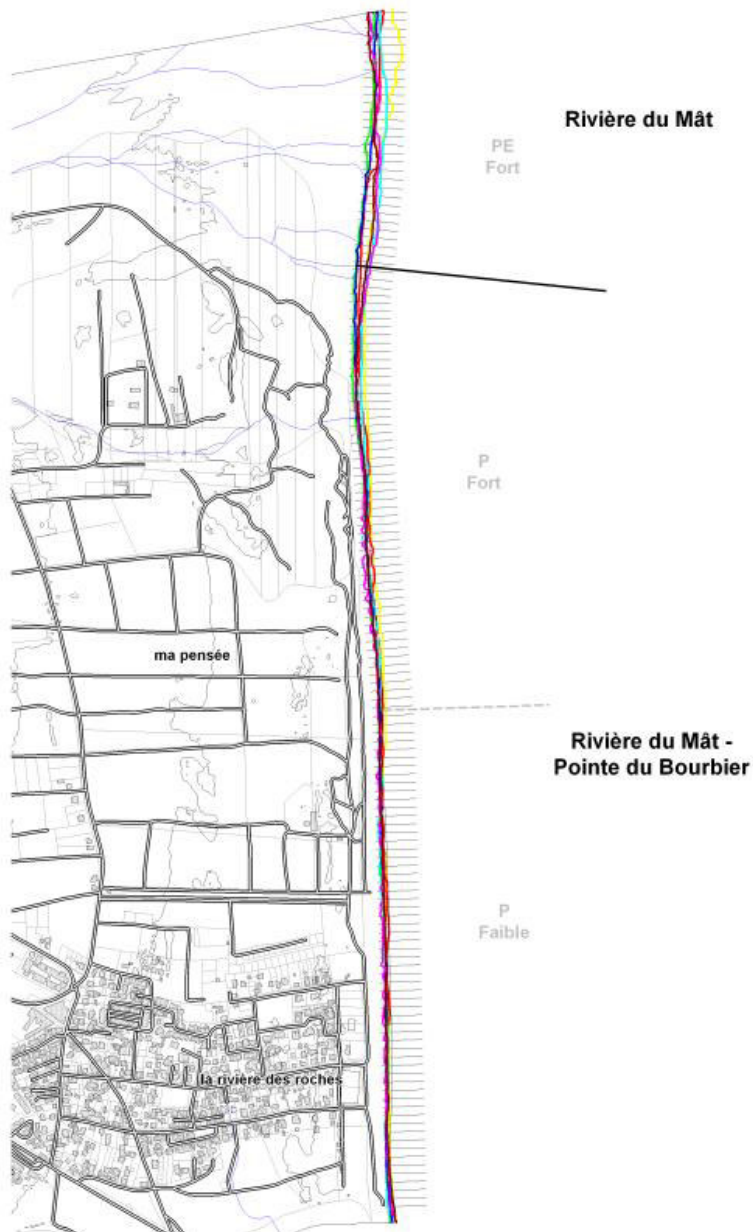 Rivière du Mât
PE
Fort
P
Fort
ma pensée
Rivière du Mât -
Pointe du Bourbier
P
Faible
la rivière des roches